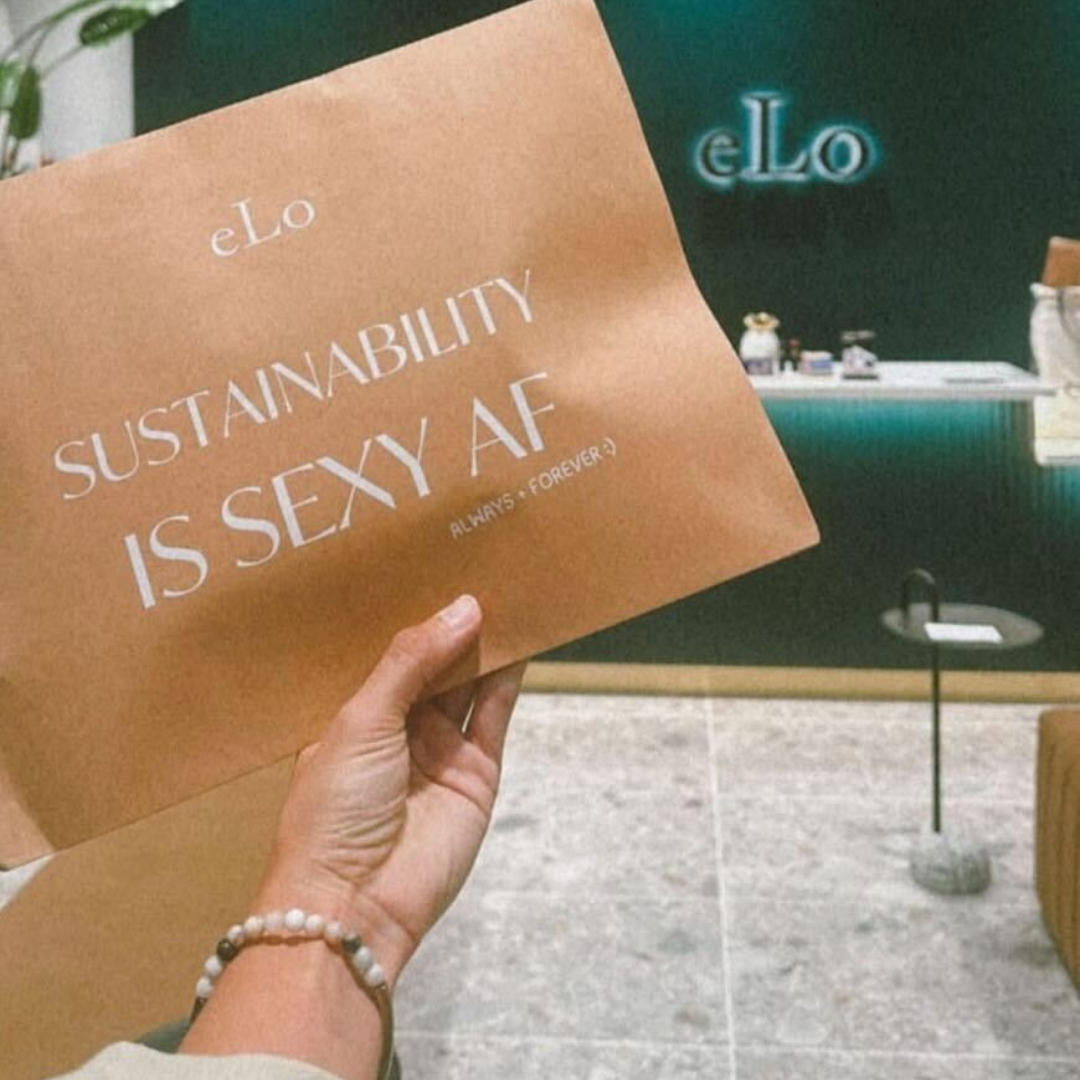 eLo
SUSTAINABILITY
IS SEXY AF
ALWAYS + FOREVER :)
eLo